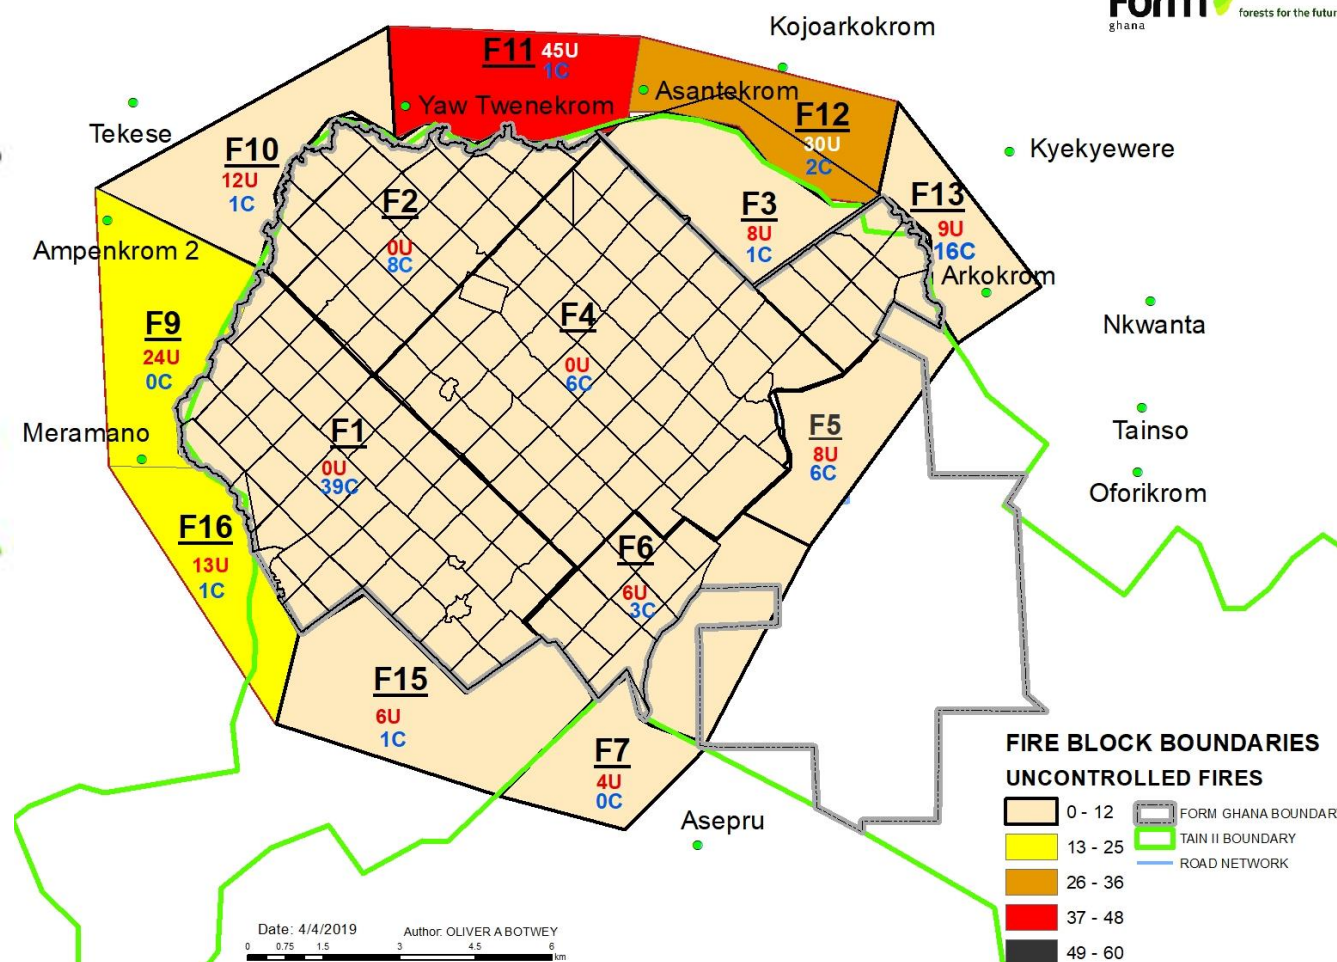 Form
ghana
forests for the futur
Kojoarkokrom
F11 45U
1C
Asantekrom
Yaw Twenekrom
Tekese
F12
30U
2C
Kyekyewere
F10
12U
1C
F2
0U
8C
F3
8U
1C
F13
9U
16C
Ampenkrom 2
Arkokrom
Nkwanta
F9
24U
0C
F4
0U
6C
Meramano
F1
0U
39C
F5
8U
6C
Tainso
Oforikrom
F16
13U
1C
F6
6U
3C
F15
6U
1C
F7
4U
0C
Asepru
FIRE BLOCK BOUNDARIES
UNCONTROLLED FIRES
0 - 12
FORM GHANA BOUNDAR
13 - 25
TAIN II BOUNDARY
26 - 36
ROAD NETWORK
37 - 48
49 - 60
Date: 4/4/2019
Author: OLIVER A BOTWEY
0 0.75 1.5 3 4.5 6
km